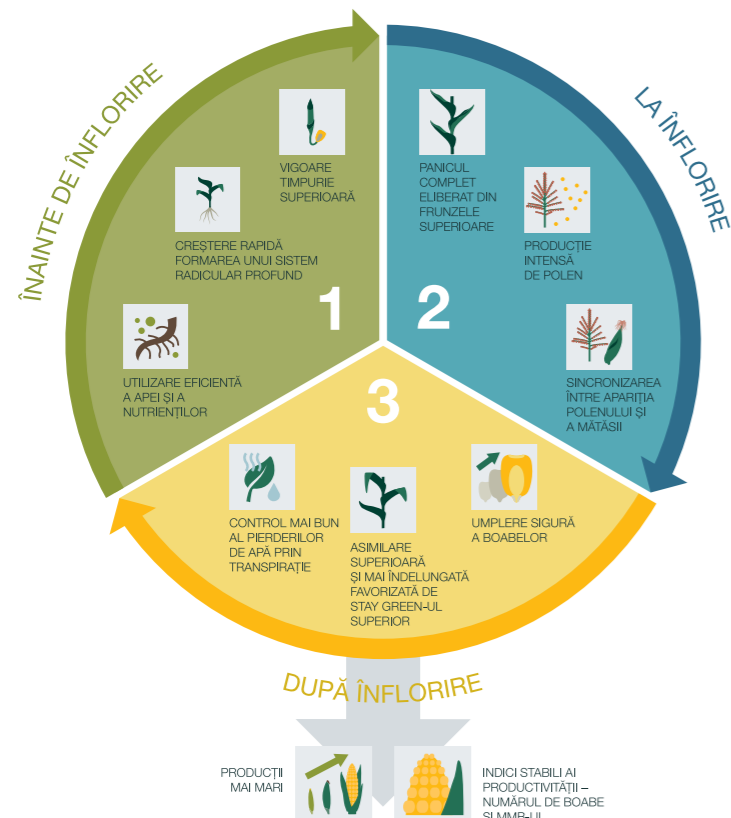 ÎNAINTE DE ÎNFLORIRE
VIGOARE
TIMPURIE
SUPERIOARĂ
CREȘTERE RAPIDĂ
FORMAREA UNUI SISTEM
RADICULAR PROFUND
UTILIZARE EFICIENTĂ
A APEI ȘI A
NUTRIENȚILOR
1
LA ÎNFLORIRE
PANICUL
COMPLET
ELIBERAT DIN
FRUNZELE
SUPERIOARE
PRODUCȚIE
INTENSĂ
DE POLEN
SINCRONIZAREA
ÎNTRE APARIȚIA
POLENULUI ȘI
A MĂTĂSII
2
3
CONTROL MAI BUN
AL PIERDERILOR
DE APĂ PRIN
TRANSPIRAȚIE
ASIMILARE
SUPERIOARĂ
ȘI MAI ÎNDELUNGATĂ
FAVORIZATĂ DE
STAY GREEN-UL
SUPERIOR
UMPLERE SIGURĂ
A BOABELOR
DUPĂ ÎNFLORIRE
PRODUCȚII
MAI MARI
INDICI STABILI AI
PRODUCTIVITĂȚII –
NUMĂRUL DE BOABE
ȘI MMB-UL